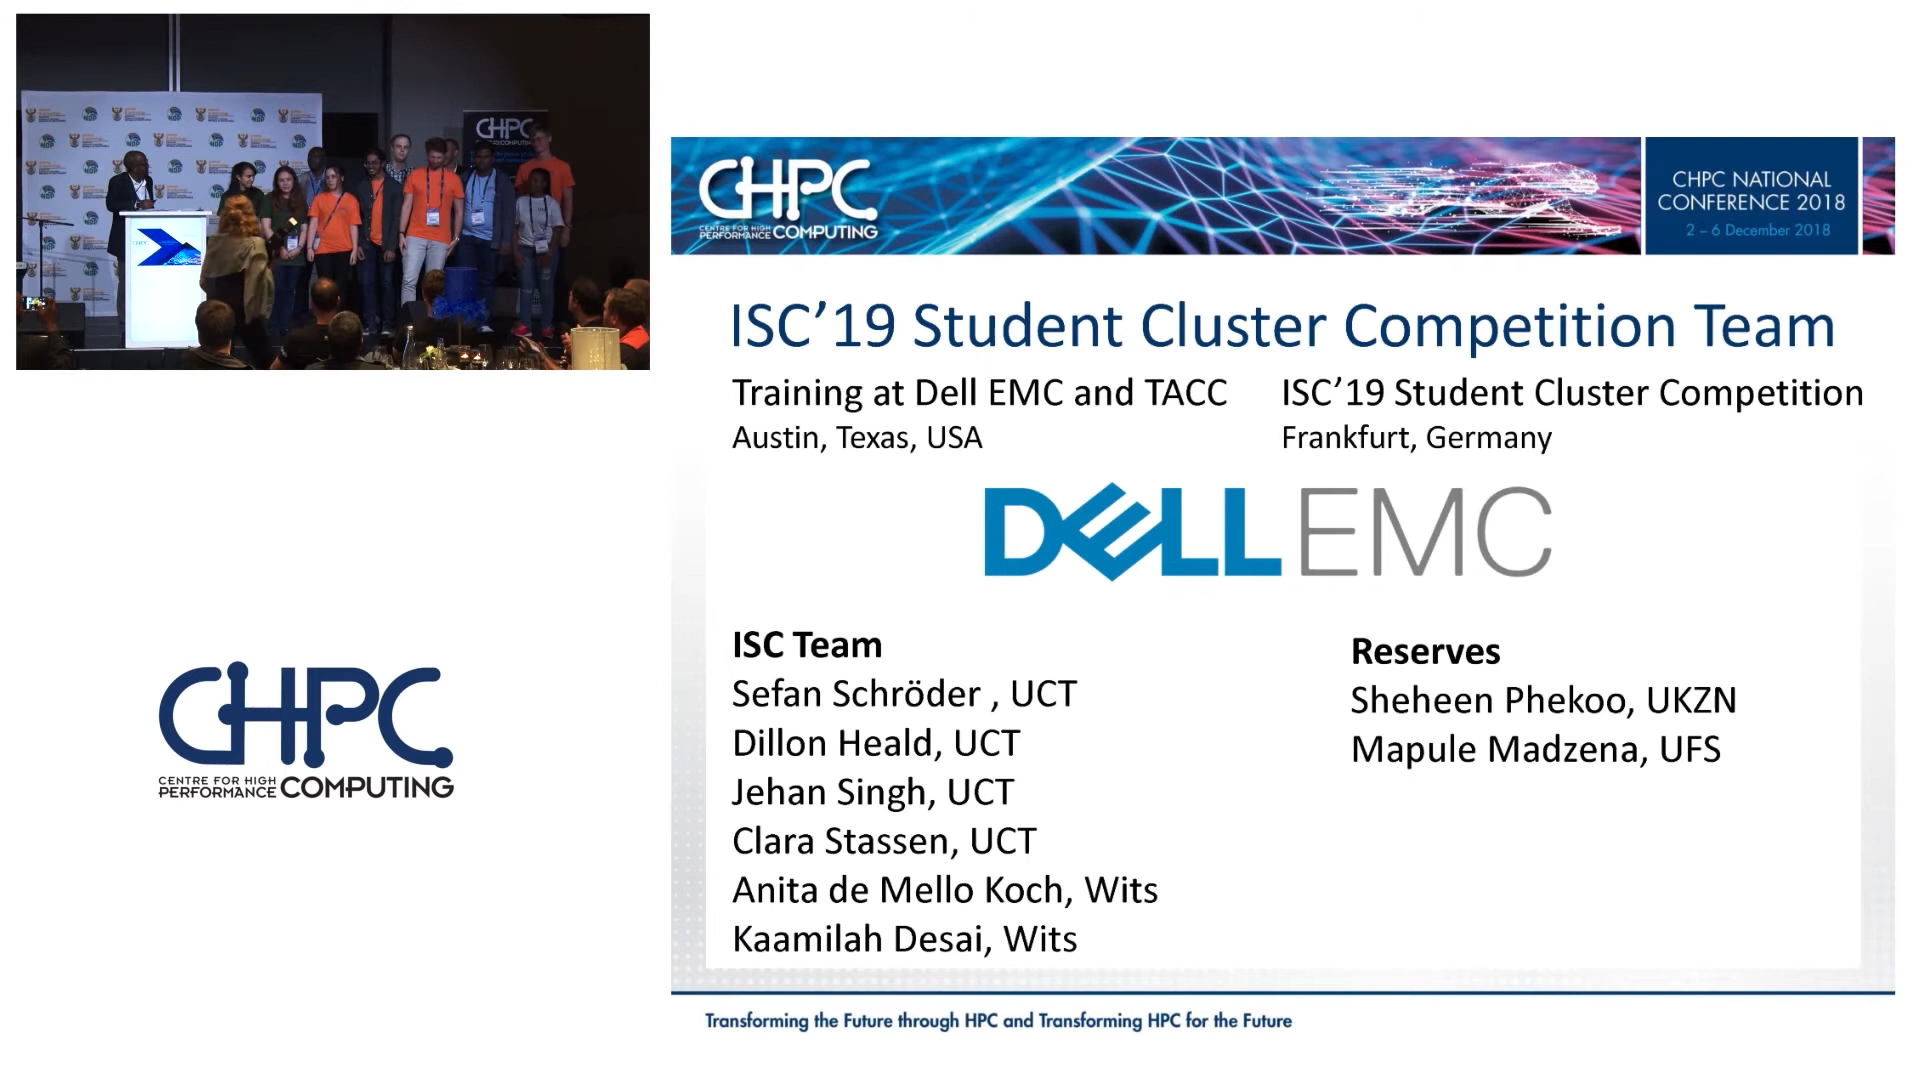 CHPC
CHPC
CENTRE FOR HIGH
PERFORMANCE COMPUTING
CHPC NATIONAL
CONFERENCE 2018
2 – 6 December 2018
ISC’19 Student Cluster Competition Team
Training at Dell EMC and TACC
Austin, Texas, USA
ISC’19 Student Cluster Competition
Frankfurt, Germany
DELL EMC
ISC Team
Sefan Schröder , UCT
Dillon Heald, UCT
Jehan Singh, UCT
Clara Stassen, UCT
Anita de Mello Koch, Wits
Kaamilah Desai, Wits
Reserves
Sheheen Phekoo, UKZN
Mapule Madzena, UFS
CHPC
CENTRE FOR HIGH
PERFORMANCE COMPUTING
Transforming the Future through HPC and Transforming HPC for the Future